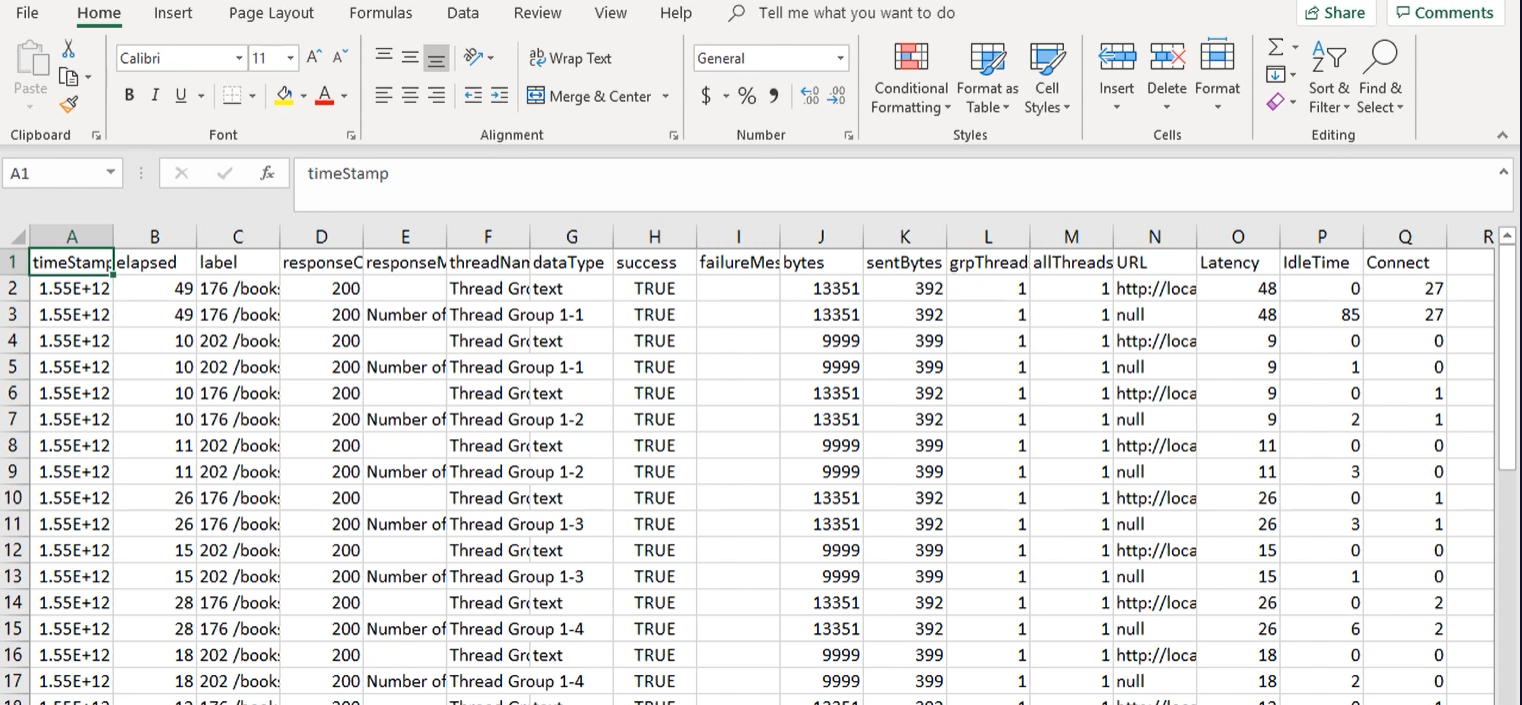 File Home Insert Page Layout Formulas Data Review View Help Tell me what you want to do Share Comments
Calibri 11 A A ab Wrap Text General
Paste Conditional Format as Cell Insert Delete Format Sort & Find &
B I U A Merge & Center $ % Formatting Table Styles Filter Select
Clipboard Font Alignment Number Styles Cells Editing
A1 fx timeStamp
A B C D E F G H I J K L M N O P Q R
1 timeStamp elapsed label responseC responseM threadNan dataType success failureMes bytes sentBytes grpThread allThreads URL Latency IdleTime Connect
2 1.55E+12 49 176 /book 200 Thread Gr text TRUE 13351 392 1 1 http://loca 48 0 27
3 1.55E+12 49 176 /book 200 Number of Thread Group 1-1 TRUE 13351 392 1 1 null 48 85 27
4 1.55E+12 10 202 /book 200 Thread Gr text TRUE 9999 399 1 1 http://loca 9 0 0
5 1.55E+12 10 202 /book 200 Number of Thread Group 1-1 TRUE 9999 399 1 1 null 9 1 0
6 1.55E+12 10 176 /book 200 Thread Gr text TRUE 13351 392 1 1 http://loca 9 0 1
7 1.55E+12 10 176 /book 200 Number of Thread Group 1-2 TRUE 13351 392 1 1 null 9 2 1
8 1.55E+12 11 202 /book 200 Thread Gr text TRUE 9999 399 1 1 http://loca 11 0 0
9 1.55E+12 11 202 /book 200 Number of Thread Group 1-2 TRUE 9999 399 1 1 null 11 3 0
10 1.55E+12 26 176 /book 200 Thread Gr text TRUE 13351 392 1 1 http://loca 26 0 1
11 1.55E+12 26 176 /book 200 Number of Thread Group 1-3 TRUE 13351 392 1 1 null 26 3 1
12 1.55E+12 15 202 /book 200 Thread Gr text TRUE 9999 399 1 1 http://loca 15 0 0
13 1.55E+12 15 202 /book 200 Number of Thread Group 1-3 TRUE 9999 399 1 1 null 15 1 0
14 1.55E+12 28 176 /book 200 Thread Gr text TRUE 13351 392 1 1 http://loca 26 0 2
15 1.55E+12 28 176 /book 200 Number of Thread Group 1-4 TRUE 13351 392 1 1 null 26 6 2
16 1.55E+12 18 202 /book 200 Thread Gr text TRUE 9999 399 1 1 http://loca 18 0 0
17 1.55E+12 18 202 /book 200 Number of Thread Group 1-4 TRUE 9999 399 1 1 null 18 2 0